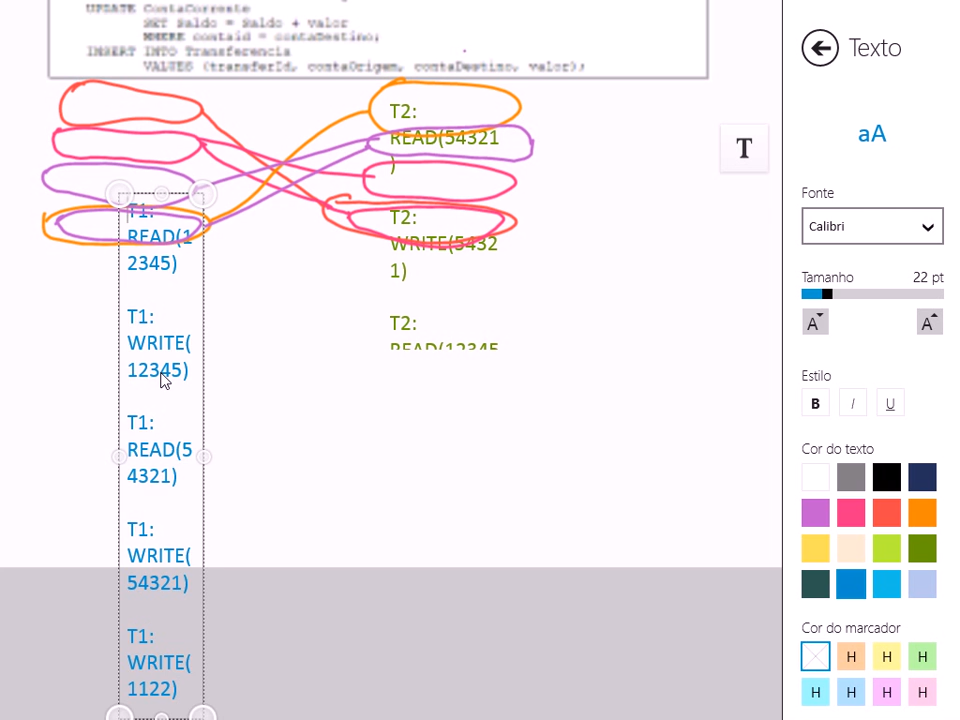 UPDATE ContaCorrente
SET Saldo = Saldo + valor
WHERE contaid = contaDestino;
INSERT INTO Transferencia
VALUES (transferId, contaOrigem, contaDestino, valor);
T2:
READ(54321
)
T2:
WRITE(5432
1)
T2:
READ(12345
T1:
READ(1
2345)
T1:
WRITE(
12345)
T1:
READ(5
4321)
T1:
WRITE(
54321)
T1:
WRITE(
1122)
T
Texto
aA
Fonte
Calibri
Tamanho 22 pt
A A
Estilo
B I U
Cor do texto
Cor do marcador
H H H
H H H H